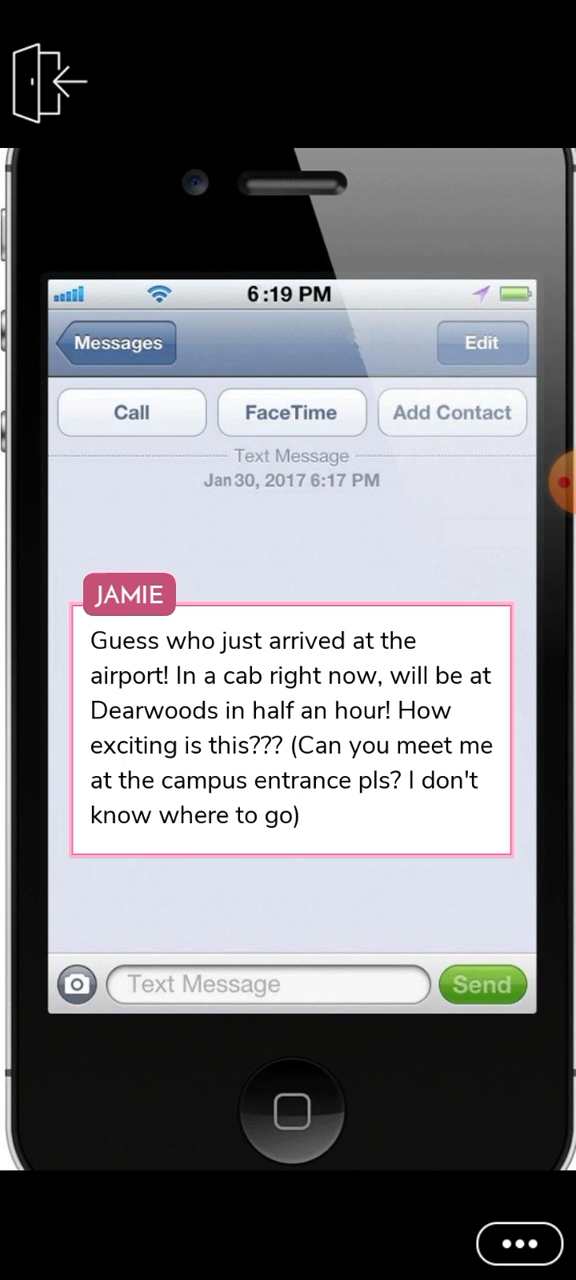 6:19 PM
Messages
Edit
Call
FaceTime
Add Contact
Text Message
Jan 30, 2017 6:17 PM
JAMIE
Guess who just arrived at the
airport! In a cab right now, will be at
Dearwoods in half an hour! How
exciting is this??? (Can you meet me
at the campus entrance pls? I don't
know where to go)
Text Message
Send